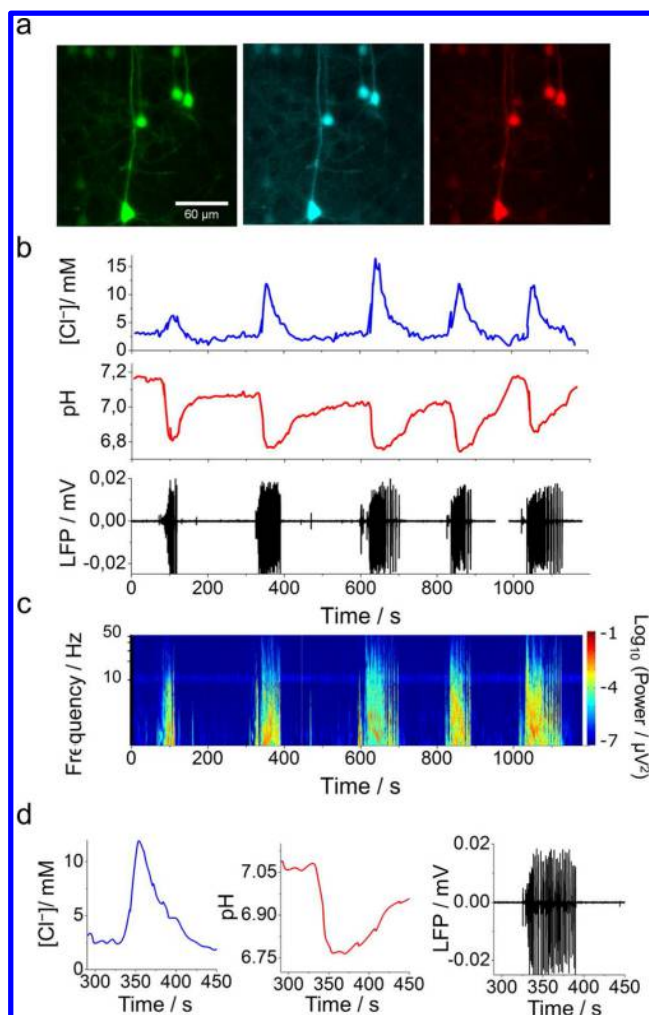 a
60 µm
b
[Cl⁻]/ mM
15
10
5
0
pH
7,2
6,8
LFP / mV
0.02
0.00
-0,02
0 200 400 600 800 1000
Time / s
c
Frequency / Hz
50
10
0 200 400 600 800 1000
Time / s
-1
-4
-7
Log₁₀ (Power / µV²)
d
[Cl⁻]/ mM
10
5
0
300 350 400 450
Time / s
pH
7.05
6.90
6.75
300 350 400 450
Time / s
LFP / mV
0.02
0.00
-0.02
300 350 400 450
Time / s